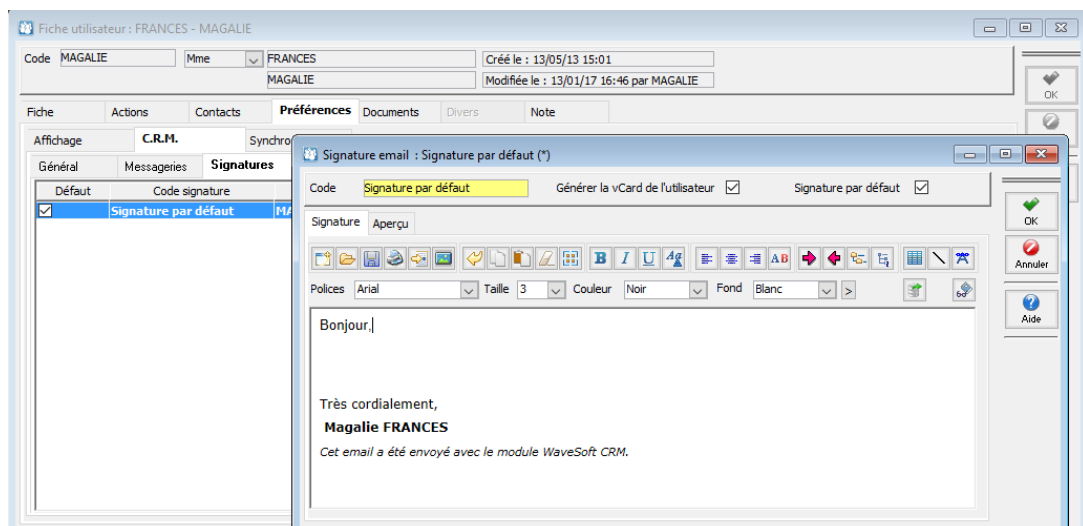 Fiche utilisateur : FRANCES - MAGALIE
Code MAGALIE Mme FRANCES Créé le : 13/05/13 15:01
MAGALIE Modifiée le : 13/01/17 16:46 par MAGALIE
OK
Fiche Actions Contacts Préférences Documents Divers Note
Affichage C.R.M. Synchro
Général Messageries Signatures
Défaut Code signature
Signature par défaut MA
Signature email : Signature par défaut (*)
Code Signature par défaut Générer la vCard de l'utilisateur Signature par défaut
OK
Signature Aperçu
Annuler
B I U Ag AB
Polices Arial Taille 3 Couleur Noir Fond Blanc >
Aide
Bonjour,
Très cordialement,
Magalie FRANCES
Cet email a été envoyé avec le module WaveSoft CRM.